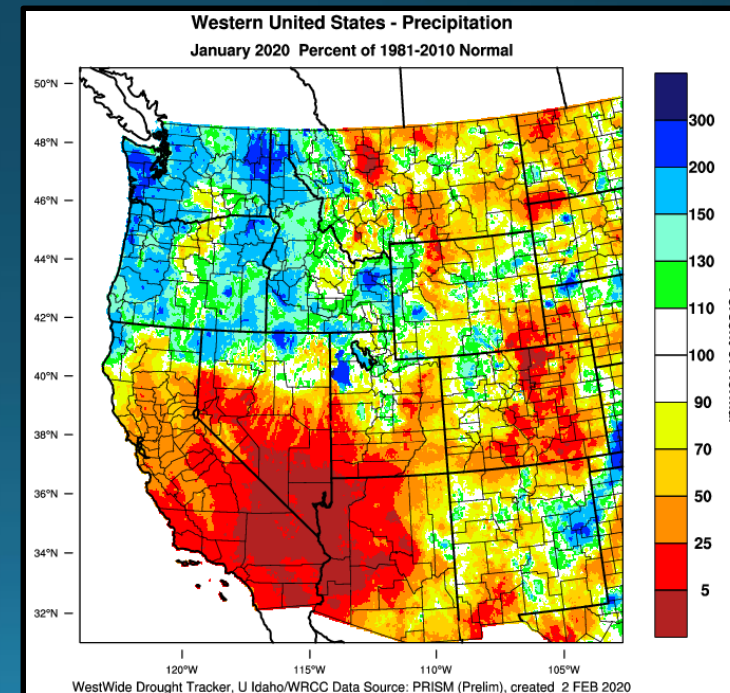 Western United States - Precipitation
January 2020 Percent of 1981-2010 Normal
50°N
48°N
46°N
44°N
42°N
40°N
38°N
36°N
34°N
32°N
300
200
150
130
110
100
90
70
50
25
5
120°W 115°W 110°W 105°W
WestWide Drought Tracker, U Idaho/WRCC Data Source: PRISM (Prelim), created 2 FEB 2020